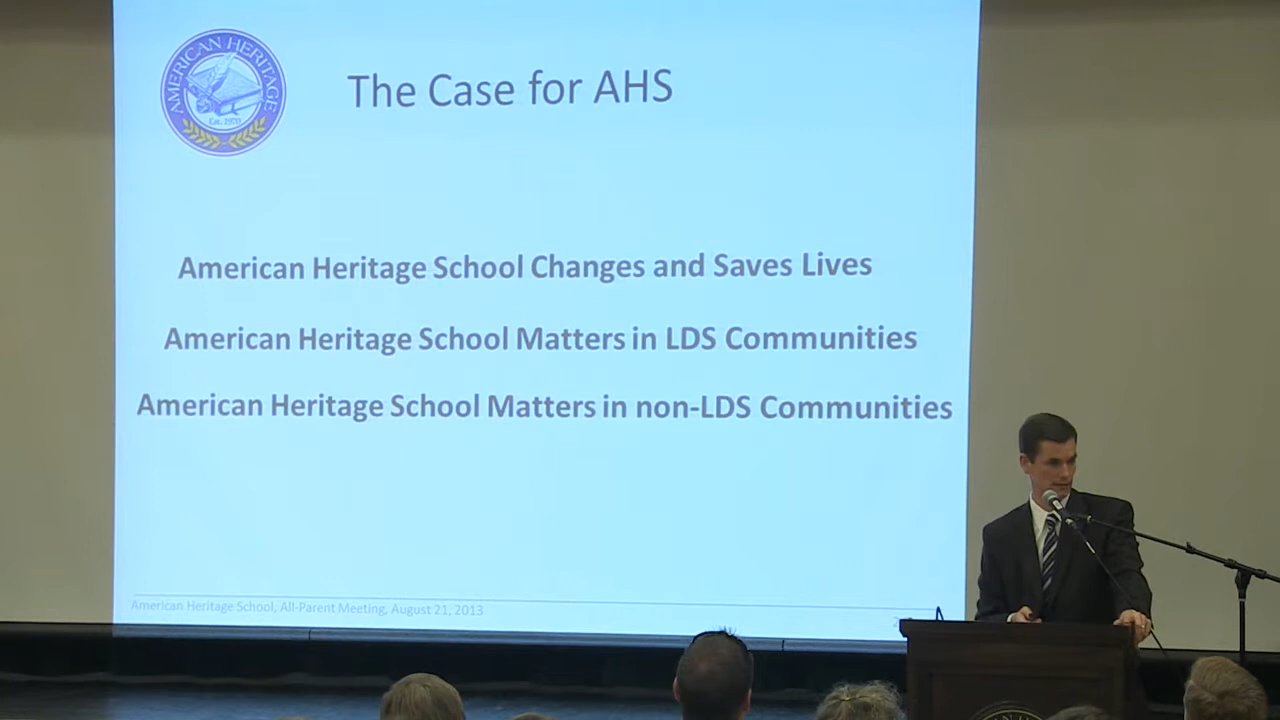 AMERICAN HERITAGE
Est. 1970
The Case for AHS
American Heritage School Changes and Saves Lives
American Heritage School Matters in LDS Communities
American Heritage School Matters in non-LDS Communities
American Heritage School, All-Parent Meeting, August 21, 2013